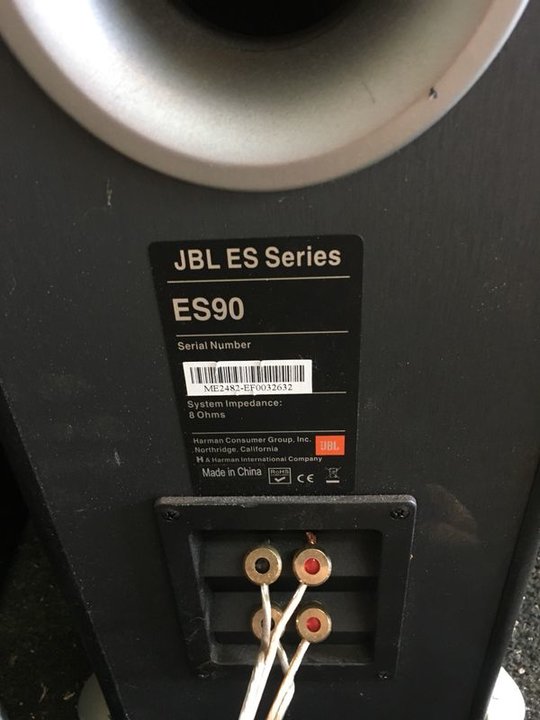 JBL ES Series
ES90
Serial Number
ME2482-EF0032632
System Impedance:
8 Ohms
Harman Consumer Group, Inc.
Northridge, California
H A Harman International Company
JBL
Made in China
RoHS
CE